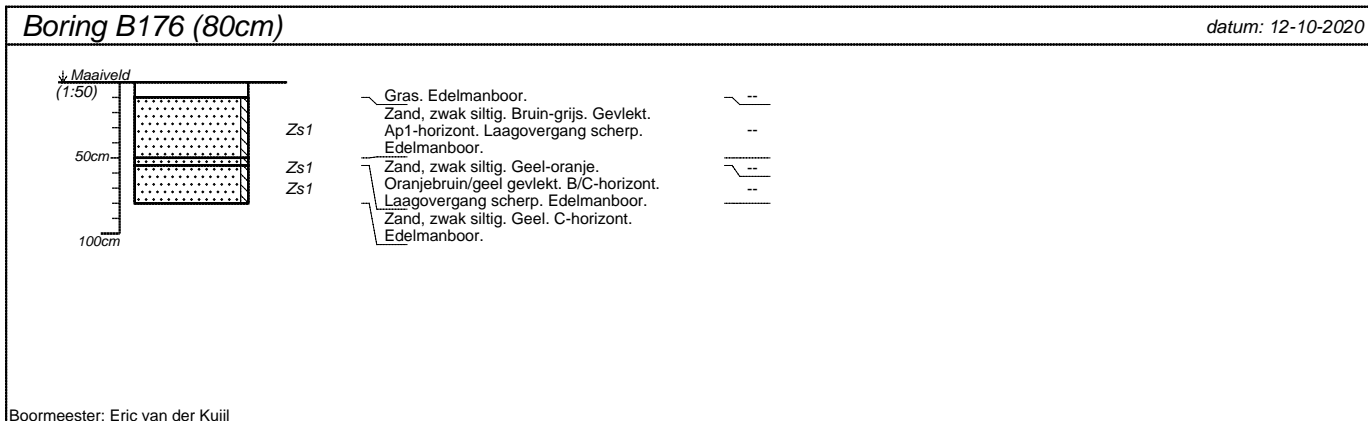 Boring B176 (80cm)
datum: 12-10-2020
Maaiveld
(1:50)
50cm
100cm
Zs1
Zs1
Zs1
Gras. Edelmanboor.
--
Zand, zwak siltig. Bruin-grijs. Gevlekt.
Ap1-horizont. Laagovergang scherp.
--
Edelmanboor.
Zand, zwak siltig. Geel-oranje.
--
Oranjebruin/geel gevlekt. B/C-horizont.
--
Laagovergang scherp. Edelmanboor.
Zand, zwak siltig. Geel. C-horizont.
Edelmanboor.
Boormeester: Eric van der Kuijl